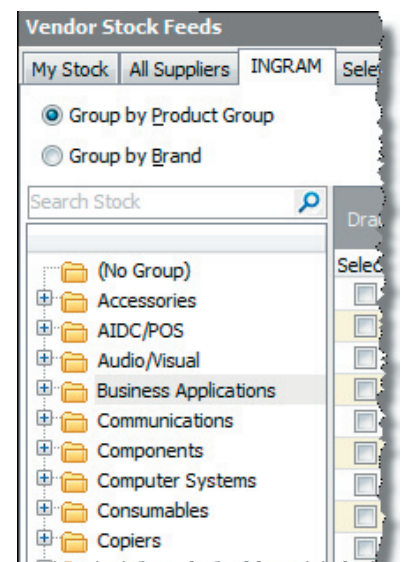 Vendor Stock Feeds
My Stock All Suppliers INGRAM
Group by Product Group
Group by Brand
Search Stock
(No Group)
Accessories
AIDC/POS
Audio/Visual
Business Applications
Communications
Components
Computer Systems
Consumables
Copiers